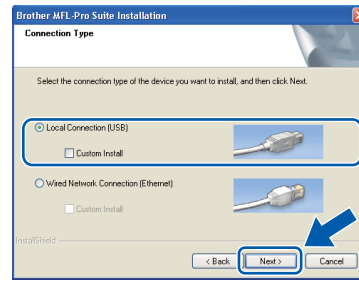 Brother MFL-Pro Suite Installation
Connection Type
Select the connection type of the device you want to install, and then click Next.
Local Connection (USB)
Custom Install
Wired Network Connection (Ethernet)
Custom Install
InstallShield
< Back
Next >
Cancel